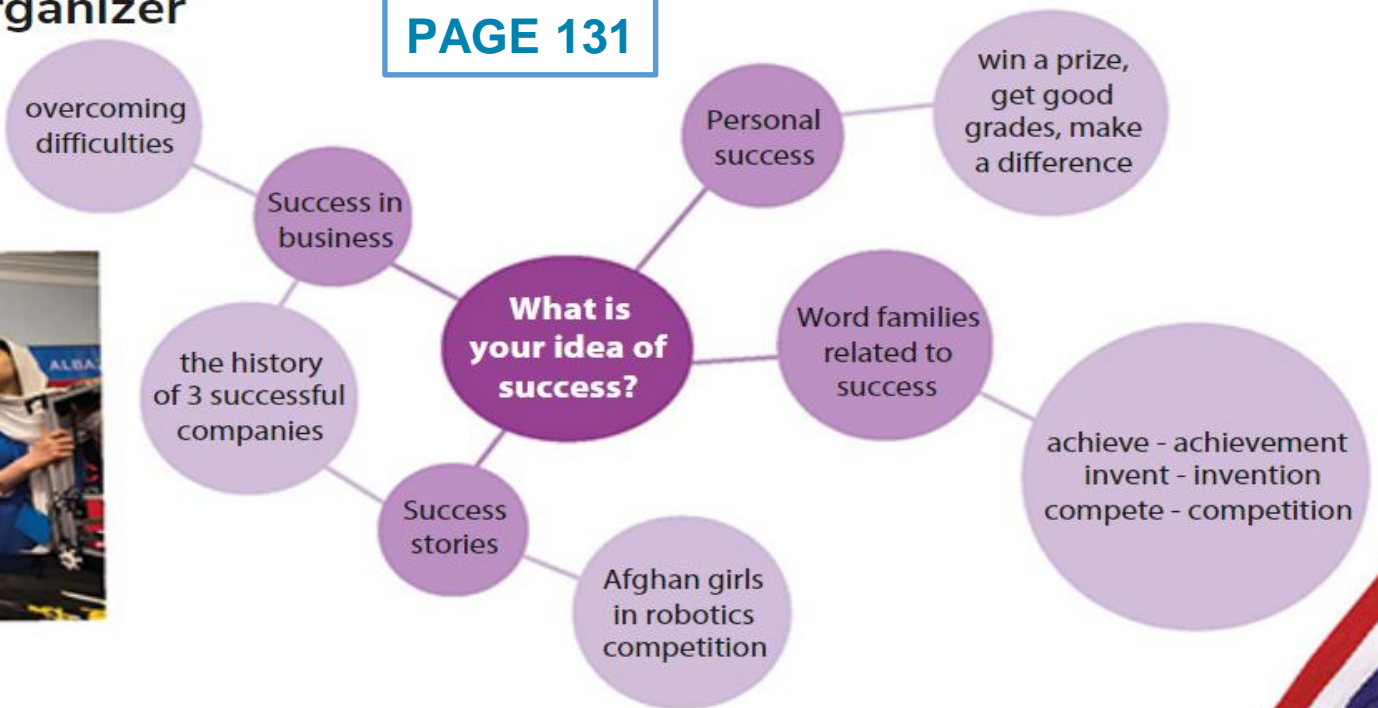 rganizer
PAGE 131
overcoming
difficulties
Success in
business
the history
of 3 successful
companies
Success
stories
Afghan girls
in robotics
competition
What is
your idea of
success?
Personal
success
win a prize,
get good
grades, make
a difference
Word families
related to
success
achieve - achievement
invent - invention
compete - competition
ALBA